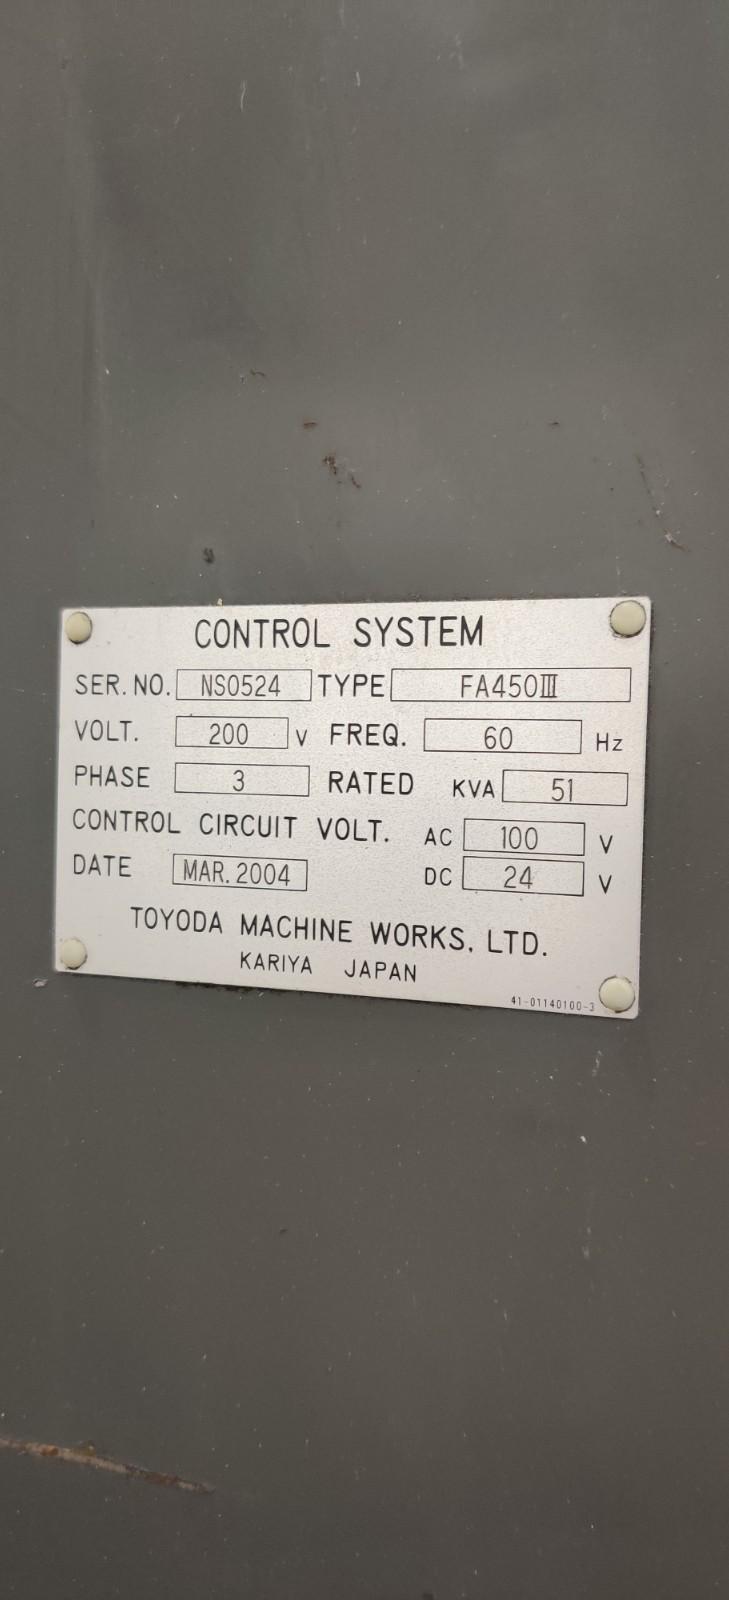 CONTROL SYSTEM
SER. NO. NS0524 TYPE FA450III
VOLT. 200 V FREQ. 60 Hz
PHASE 3 RATED KVA 51
CONTROL CIRCUIT VOLT. AC 100 V
DATE MAR. 2004 DC 24 V
TOYODA MACHINE WORKS, LTD.
KARIYA JAPAN
41-01140100-3